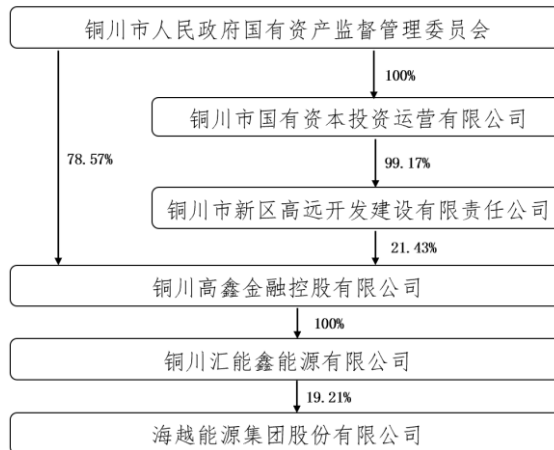 铜川市人民政府国有资产监督管理委员会
100%
铜川市国有资本投资运营有限公司
78.57%
99.17%
铜川市新区高远开发建设有限责任公司
21.43%
铜川高鑫金融控股有限公司
100%
铜川汇能鑫能源有限公司
19.21%
海越能源集团股份有限公司